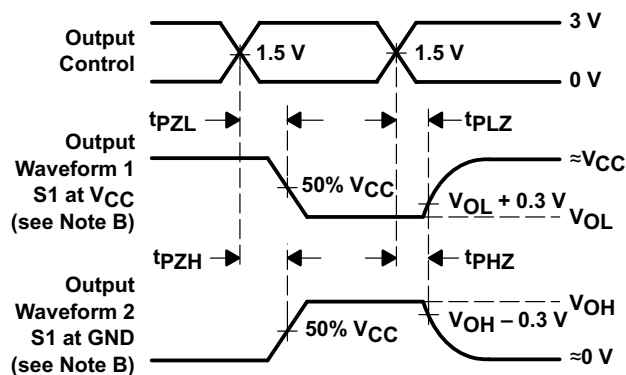 Output
Control
1.5 V
1.5 V
3 V
0 V
tPZL
tPLZ
Output
Waveform 1
S1 at VCC
(see Note B)
50% VCC
≈VCC
VOL + 0.3 V
VOL
tPZH
tPHZ
Output
Waveform 2
S1 at GND
(see Note B)
50% VCC
VOH
VOH – 0.3 V
≈0 V